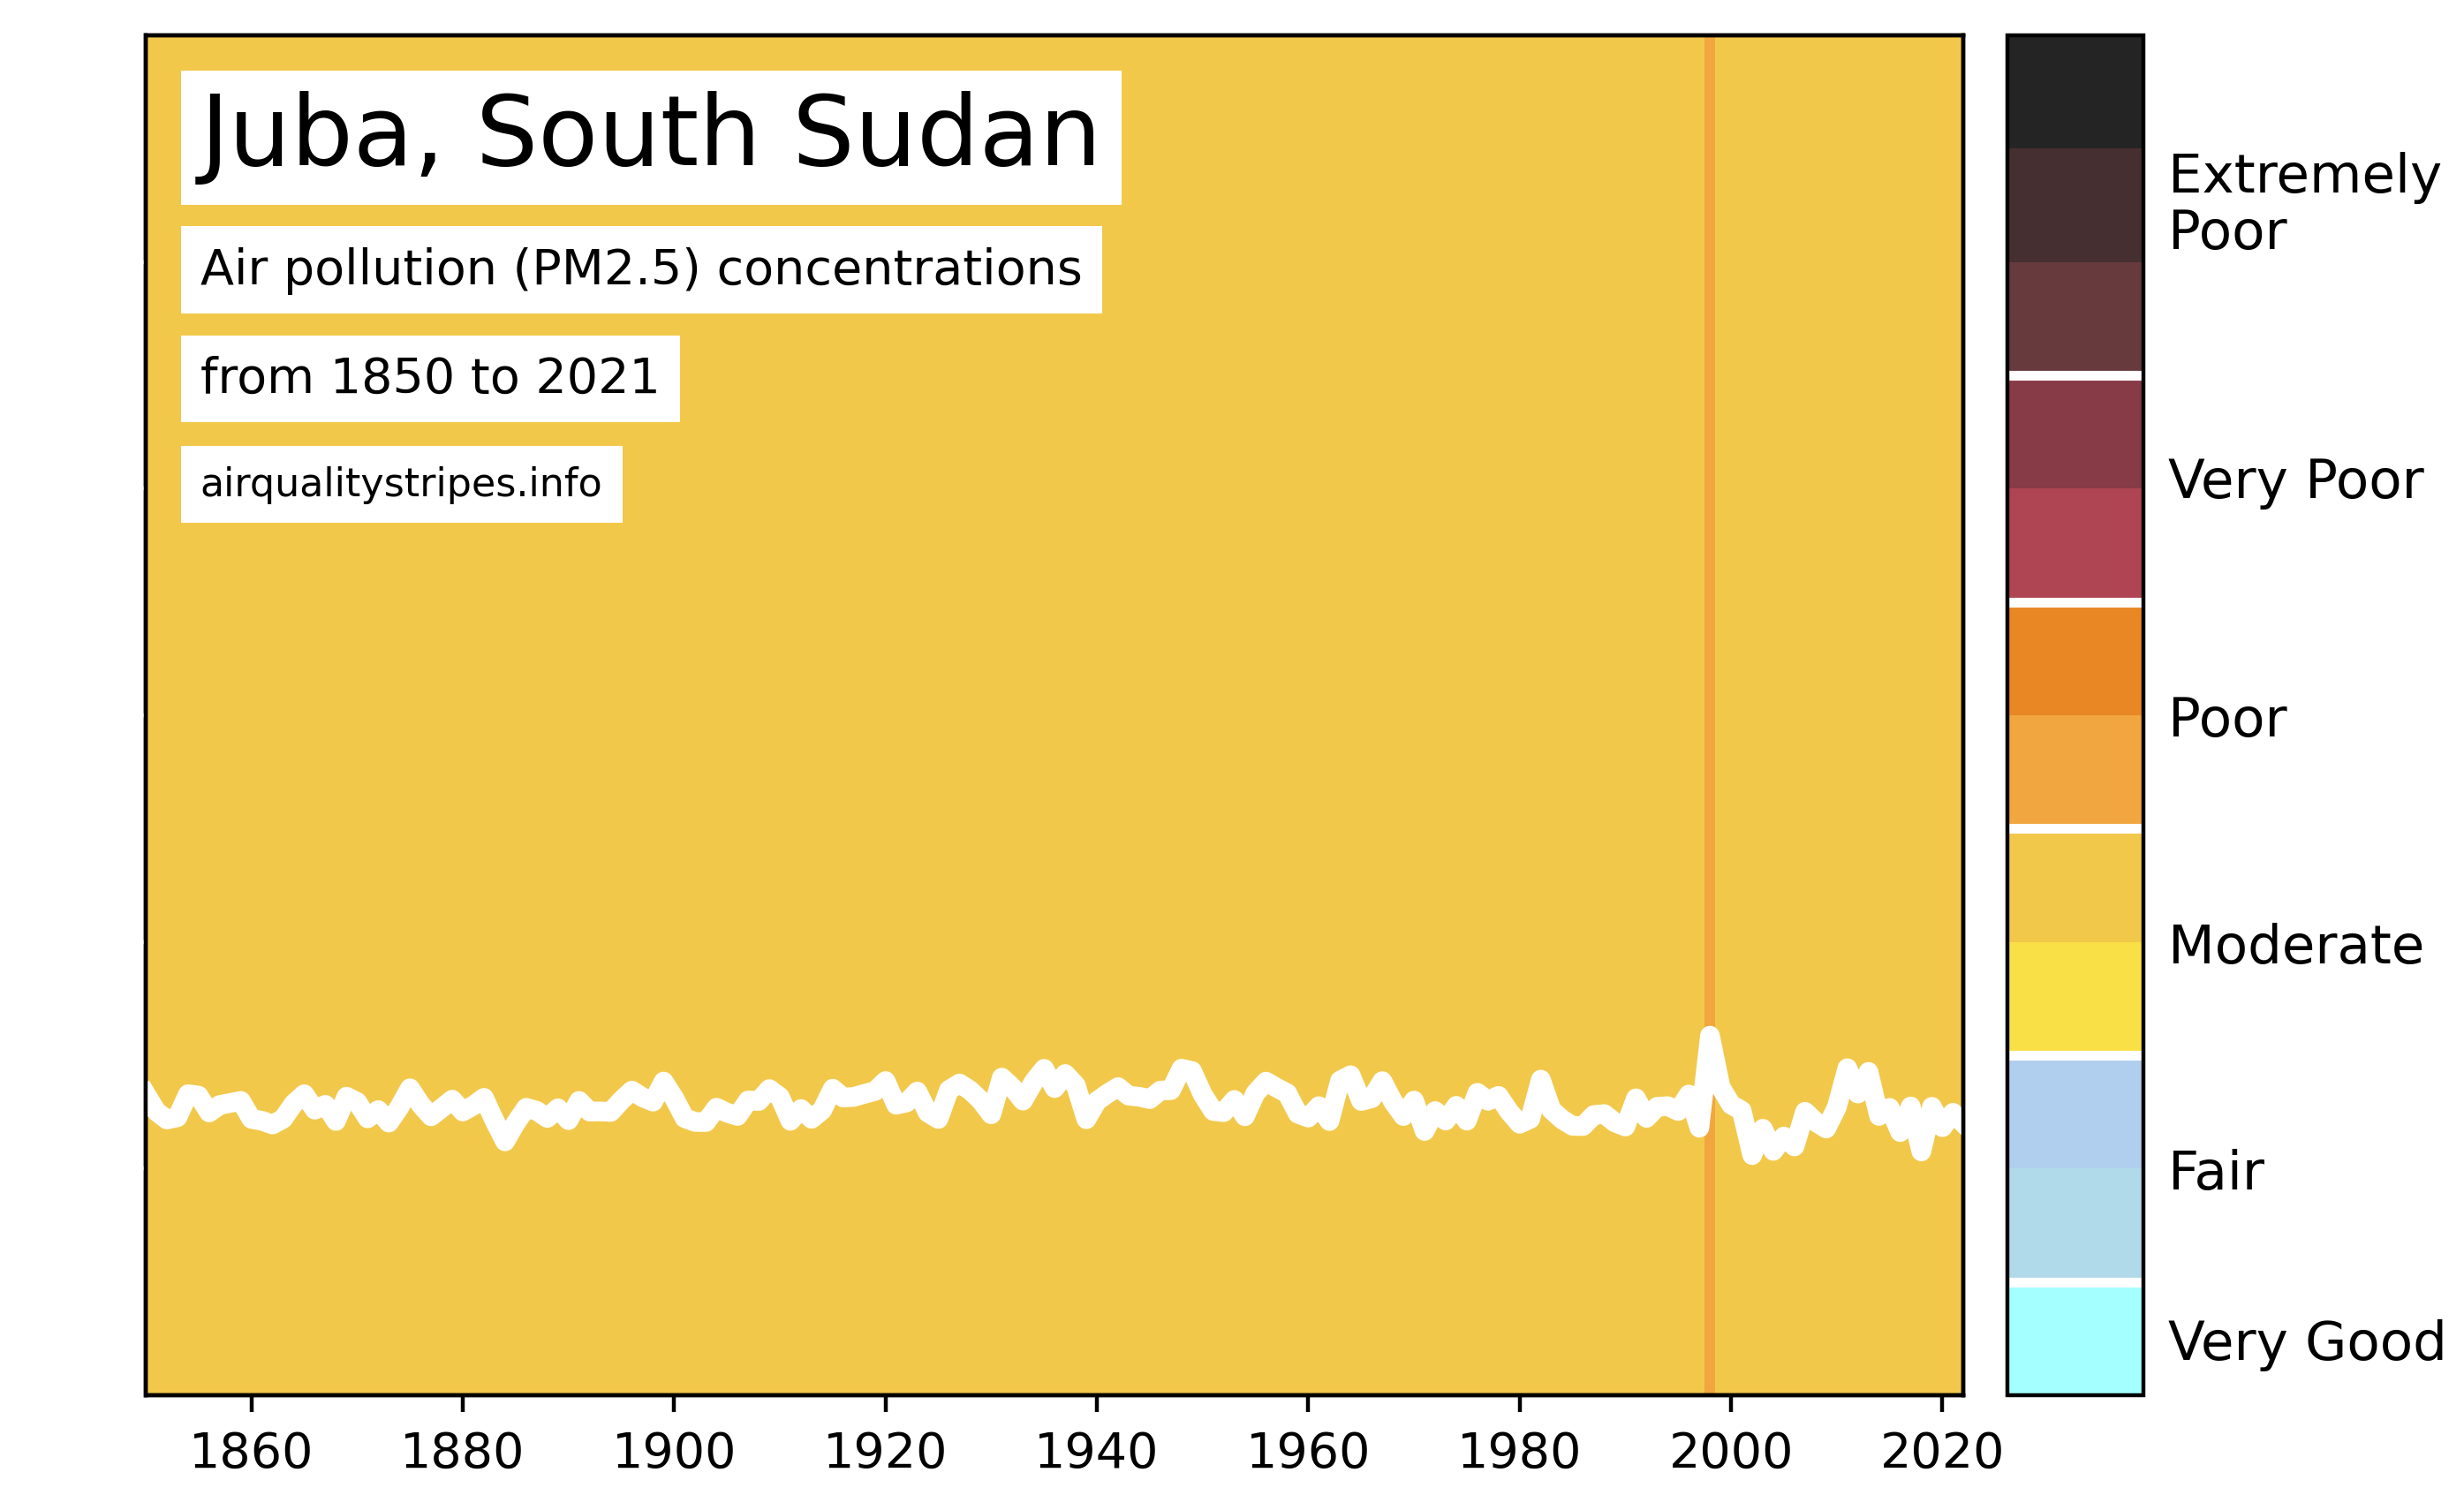 Juba, South Sudan
Air pollution (PM2.5) concentrations
from 1850 to 2021
airqualitystripes.info
Extremely
Poor
Very Poor
Poor
Moderate
Fair
Very Good
1860 1880 1900 1920 1940 1960 1980 2000 2020